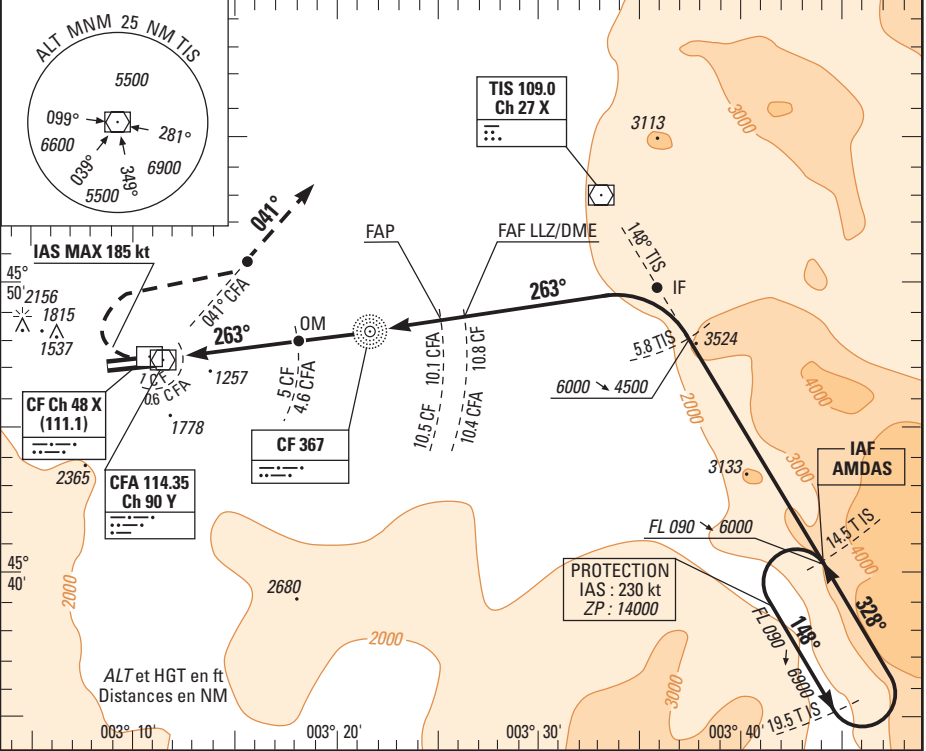 ALT MNM 25 NM TIS
5500
099°
281°
6600
039°
349°
6900
5500
TIS 109.0
Ch 27 X
3113
3000
041°
FAP
FAF LLZ/DME
148° TIS
IF
IAS MAX 185 kt
45°
50'
2156
1815
1537
041° CFA
263°
OM
263°
5.8 TIS
3524
6000 ↘ 4500
10.1 CFA
10.8 CF
10.5 CF
10.4 CFA
5 CF
4.6 CFA
1257
1 CF
0.6 CFA
1778
CF Ch 48 X
(111.1)
CF 367
2365
CFA 114.35
Ch 90 Y
2000
4000
3000
3133
IAF
AMDAS
FL 090 ↘ 6000
14.5 TIS
4000
45°
40'
2000
2680
2000
PROTECTION
IAS : 230 kt
ZP : 14000
328°
148°
FL 090 ↘ 6900
3000
19.5 TIS
ALT et HGT en ft
Distances en NM
003° 10'
003° 20'
003° 30'
003° 40'